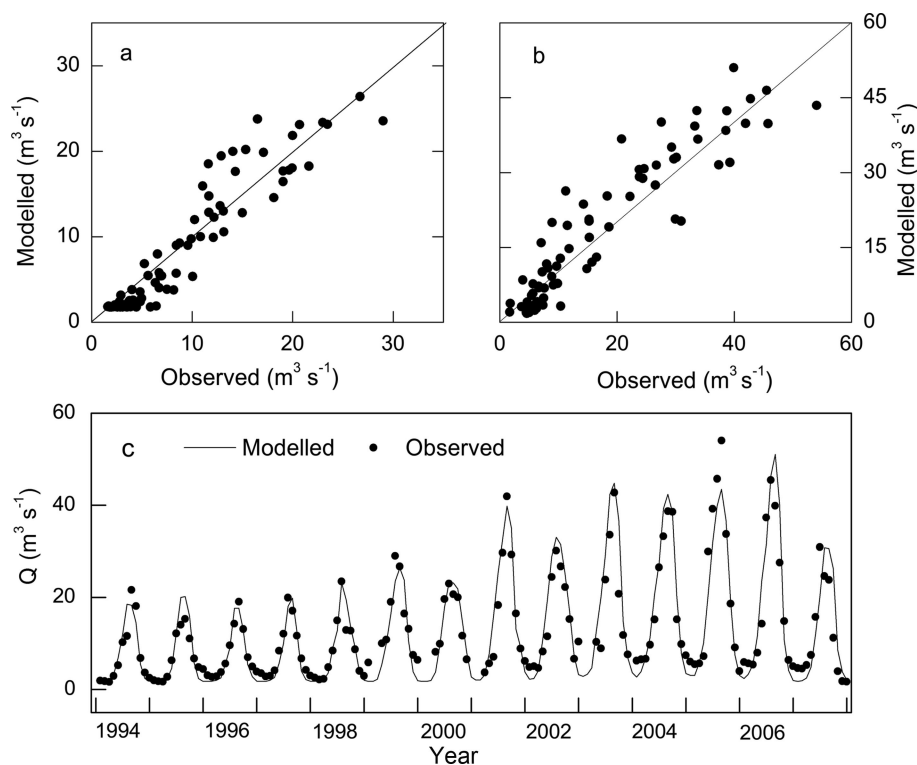 a
30
20
10
0
Modelled (m³ s⁻¹)
0 10 20 30
Observed (m³ s⁻¹)
b
60
45
30
15
0
Modelled (m³ s⁻¹)
0 20 40 60
Observed (m³ s⁻¹)
c
Modelled
Observed
60
40
20
0
Q (m³ s⁻¹)
1994 1996 1998 2000 2002 2004 2006
Year